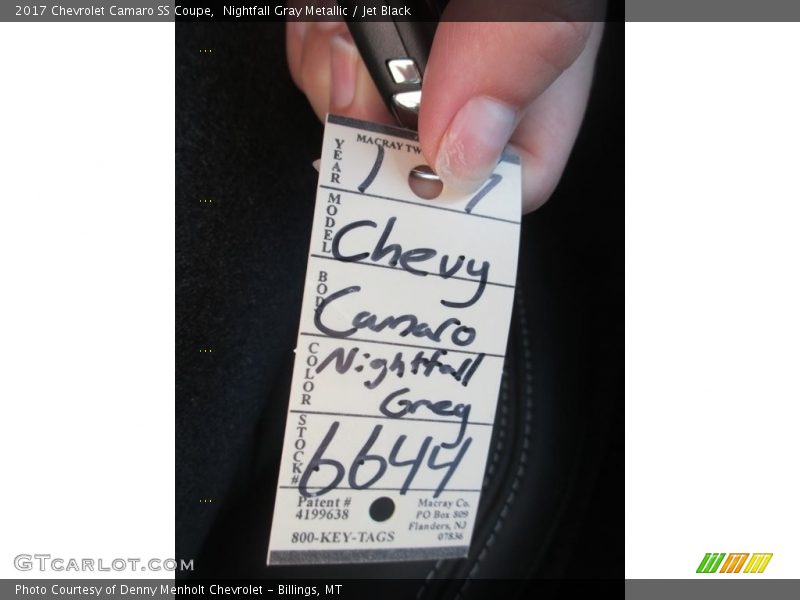 2017 Chevrolet Camaro SS Coupe,  Nightfall Gray Metallic / Jet Black
MACRAY
YEAR 17
MODEL Chevy
BODY Camaro
COLOR Nightfall
Grey
STOCK# 6644
Patent #
4199638
800-KEY-TAGS
Macray Co.
PO Box 809
Flanders, NJ
07836
GTCARLOT.COM
Photo Courtesy of Denny Menholt Chevrolet – Billings, MT